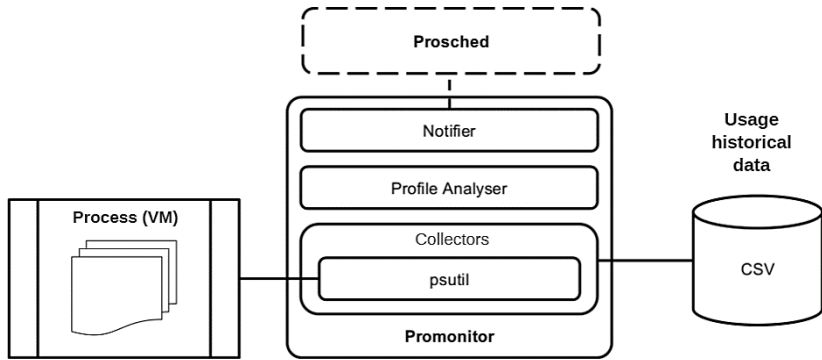 Prosched
Notifier
Profile Analyser
Collectors
psutil
Promonitor
Process (VM)
Usage
historical
data
CSV